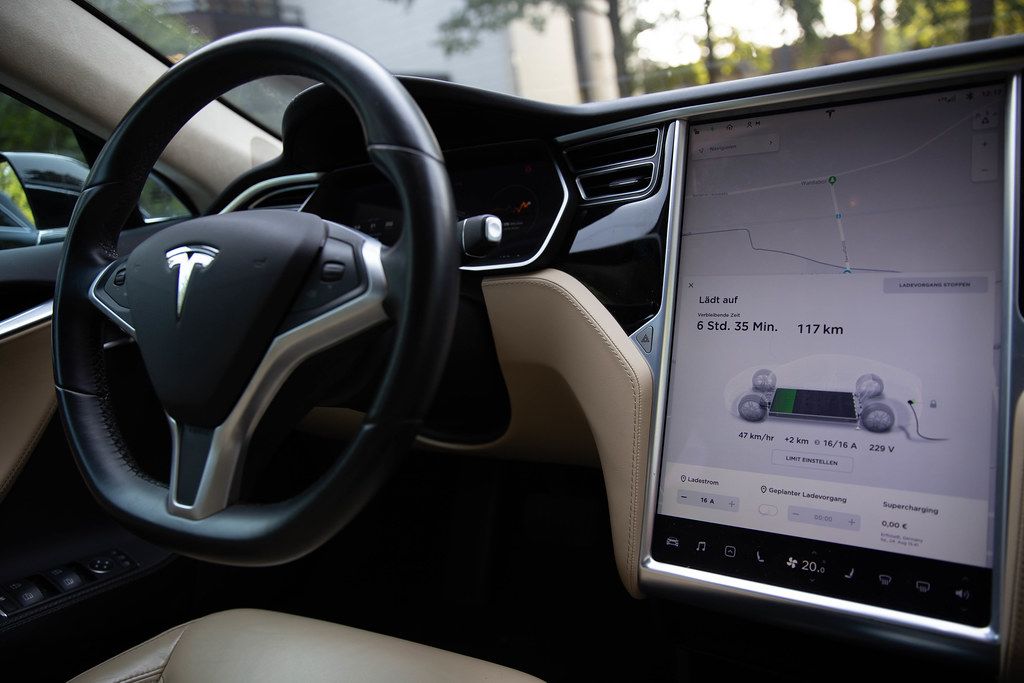 Navigieren
LADEVORGANG STOPPEN
Lädt auf
Verbleibende Zeit
6 Std. 35 Min. 117 km
47 km/hr +2 km 16/16 A 229 V
LIMIT EINSTELLEN
Ladestrom
Geplanter Ladevorgang
Supercharging
− 16 A +
− 00:00 +
0,00 €
20.0